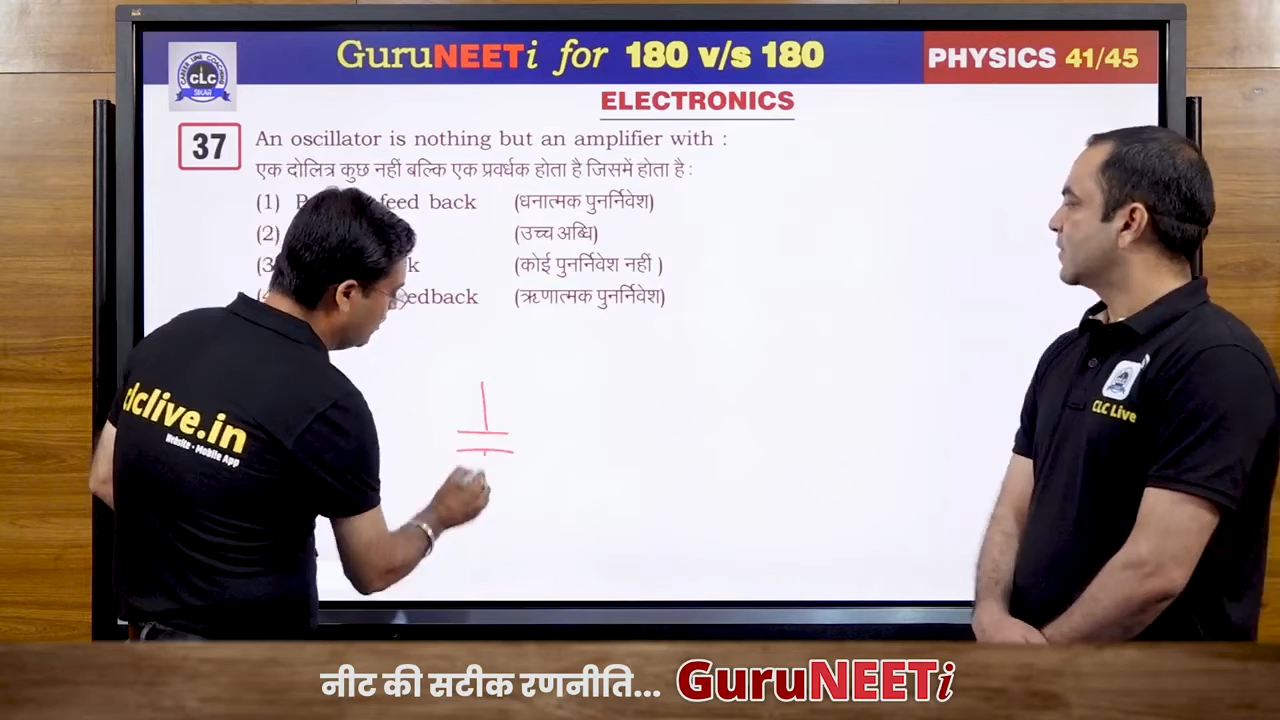 GuruNEETi for 180 v/s 180
PHYSICS 41/45
CLC
SIKAR
ELECTRONICS
37
An oscillator is nothing but an amplifier with :
एक दोलित्र कुछ नहीं बल्कि एक प्रवर्धक होता है जिसमें होता है :
(1) feed back (धनात्मक पुनर्निवेश)
(2) (उच्च अब्धि)
(कोई पुनर्निवेश नहीं )
(ऋणात्मक पुनर्निवेश)
clclive.in
Website - Mobile App
CLC Live
नीट की सटीक रणनीति... GuruNEETi